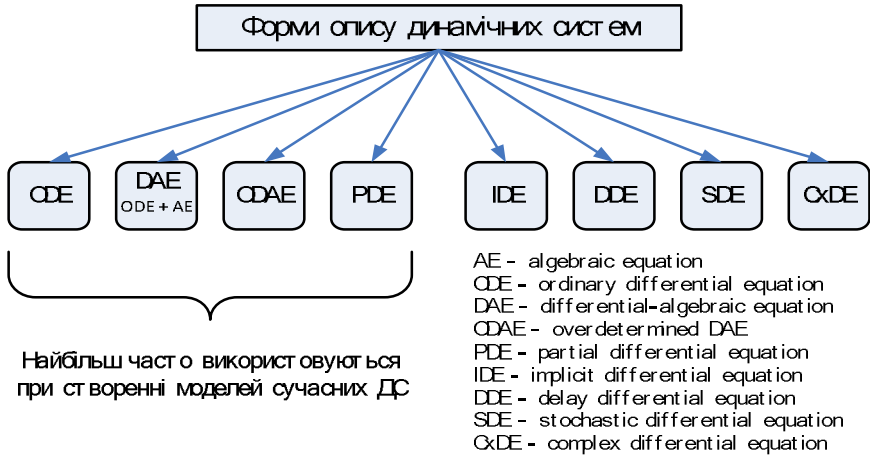 Форми опису динамічних систем
ODE
DAE
ODE + AE
ODAE
PDE
IDE
DDE
SDE
CxDE
AE - algebraic equation
ODE - ordinary differential equation
DAE - differential-algebraic equation
ODAE - overdetermined DAE
PDE - partial differential equation
IDE - implicit differential equation
DDE - delay differential equation
SDE - stochastic differential equation
CxDE - complex differential equation
Найбільш часто використовуються
при створенні моделей сучасних ДС